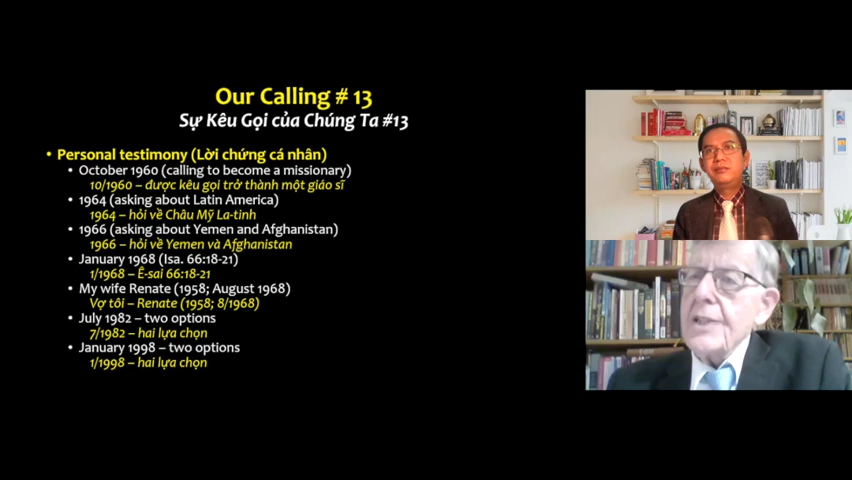 Our Calling # 13
Sự Kêu Gọi của Chúng Ta #13
• Personal testimony (Lời chứng cá nhân)
• October 1960 (calling to become a missionary)
10/1960 – được kêu gọi trở thành một giáo sĩ
• 1964 (asking about Latin America)
1964 – hỏi về Châu Mỹ La-tinh
• 1966 (asking about Yemen and Afghanistan)
1966 – hỏi về Yemen và Afghanistan
• January 1968 (Isa. 66:18-21)
1/1968 – Ê-sai 66:18-21
• My wife Renate (1958; August 1968)
Vợ tôi – Renate (1958; 8/1968)
• July 1982 – two options
7/1982 – hai lựa chọn
• January 1998 – two options
1/1998 – hai lựa chọn